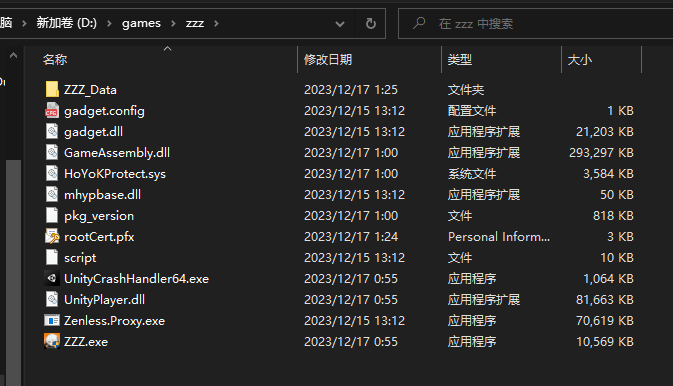 脑 > 新加卷 (D:) > games > zzz >
在 zzz 中搜索
名称 修改日期 类型 大小
ZZZ_Data 2023/12/17 1:25 文件夹
gadget.config 2023/12/15 13:12 配置文件 1 KB
gadget.dll 2023/12/15 13:12 应用程序扩展 21,203 KB
GameAssembly.dll 2023/12/17 1:00 应用程序扩展 293,297 KB
HoYoKProtect.sys 2023/12/17 1:00 系统文件 3,584 KB
mhypbase.dll 2023/12/15 13:12 应用程序扩展 50 KB
pkg_version 2023/12/17 1:00 文件 818 KB
rootCert.pfx 2023/12/17 1:24 Personal Inform... 3 KB
script 2023/12/15 13:12 文件 10 KB
UnityCrashHandler64.exe 2023/12/17 0:55 应用程序 1,064 KB
UnityPlayer.dll 2023/12/17 0:55 应用程序扩展 81,663 KB
Zenless.Proxy.exe 2023/12/15 13:12 应用程序 70,619 KB
ZZZ.exe 2023/12/17 0:55 应用程序 10,569 KB